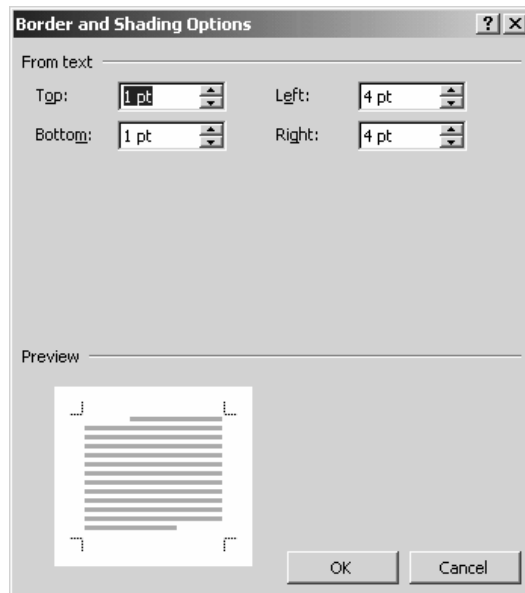 Border and Shading Options
From text
Top: 1 pt Left: 4 pt
Bottom: 1 pt Right: 4 pt
Preview
OK Cancel